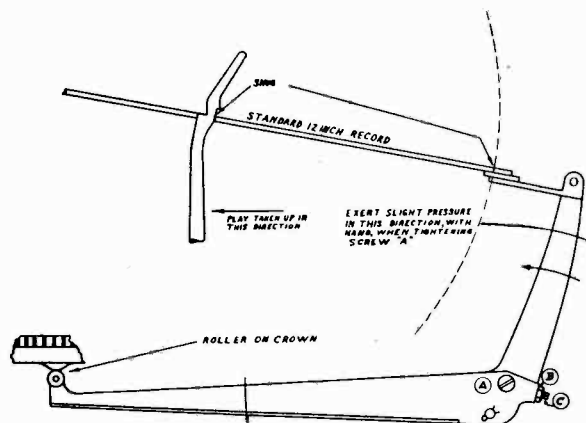 SNUG
STANDARD 12 INCH RECORD
PLAY TAKEN UP IN
THIS DIRECTION
EXERT SLIGHT PRESSURE
IN THIS DIRECTION, WITH
HAND, WHEN TIGHTENING
SCREW "A"
ROLLER ON CROWN
A
B
C